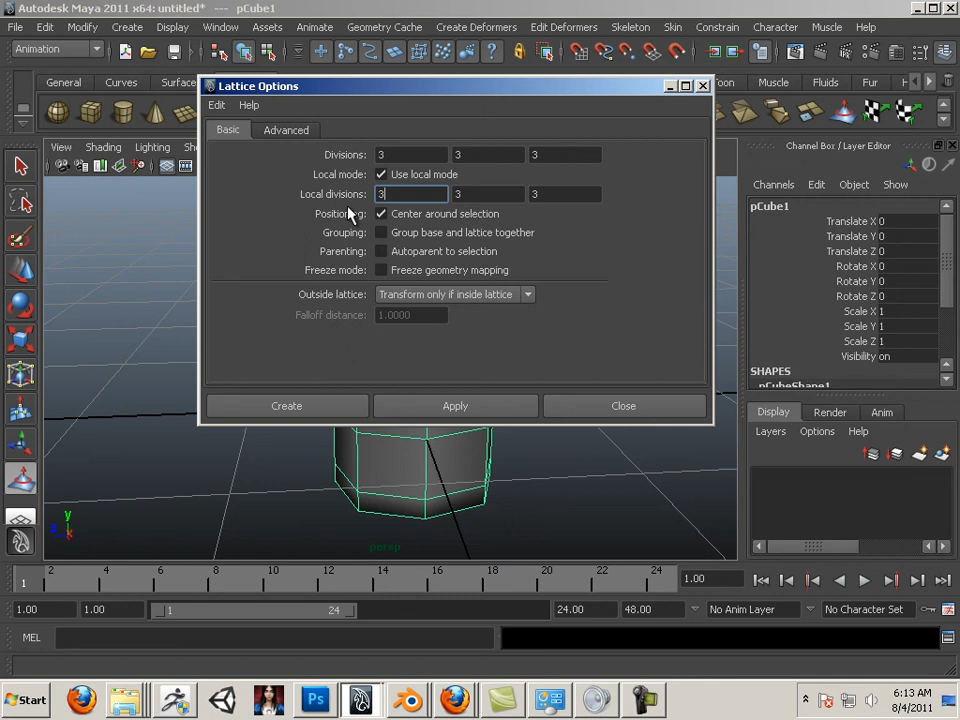 Autodesk Maya 2011 x64: untitled* --- pCube1
File Edit Modify Create Display Window Assets Animate Geometry Cache Create Deformers Edit Deformers Skeleton Skin Constrain Character Muscle Help
Animation
General Curves Surface Toon Muscle Fluids Fur
Lattice Options
Edit Help
Basic Advanced
Divisions: 3 3 3
Local mode: Use local mode
Local divisions: 3 3 3
Center around selection
Grouping: Group base and lattice together
Parenting: Autoparent to selection
Freeze mode: Freeze geometry mapping
Outside lattice: Transform only if inside lattice
Falloff distance: 1.0000
Create Apply Close
View Shading Lighting
persp
y
Channel Box / Layer Editor
Channels Edit Object Show
pCube1
Translate X 0
Translate Y 0
Translate Z 0
Rotate X 0
Rotate Y 0
Rotate Z 0
Scale X 1
Scale Y 1
Scale Z 1
Visibility on
SHAPES
pCubeShape1
Display Render Anim
Layers Options Help
1 2 4 6 8 10 12 14 16 18 20 22 24 1.00
1.00 1.00 1 24 24.00 48.00 No Anim Layer No Character Set
MEL
Start Ps 6:13 AM
8/4/2011